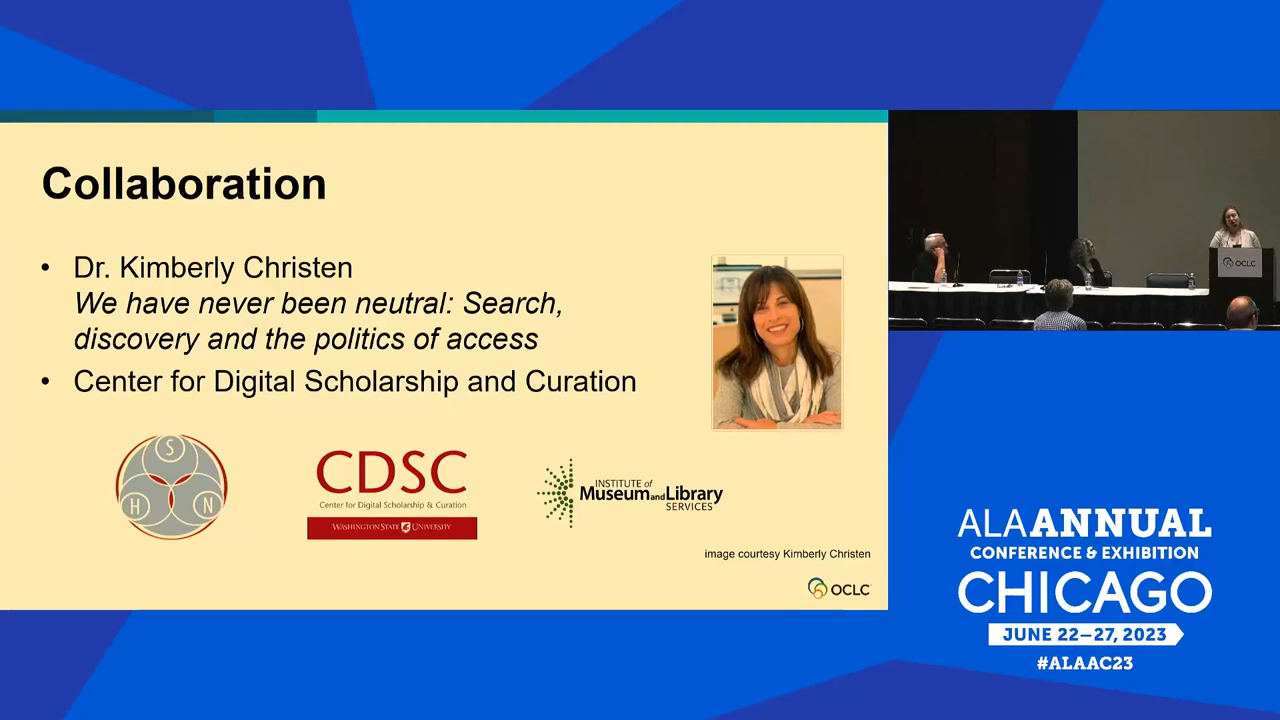 Collaboration
• Dr. Kimberly Christen
We have never been neutral: Search,
discovery and the politics of access
• Center for Digital Scholarship and Curation
S
H N
CDSC
Center for Digital Scholarship & Curation
WASHINGTON STATE UNIVERSITY
INSTITUTE of
Museum and Library
SERVICES
image courtesy Kimberly Christen
OCLC
OCLC
ALA ANNUAL
CONFERENCE & EXHIBITION
CHICAGO
JUNE 22–27, 2023
#ALAAC23